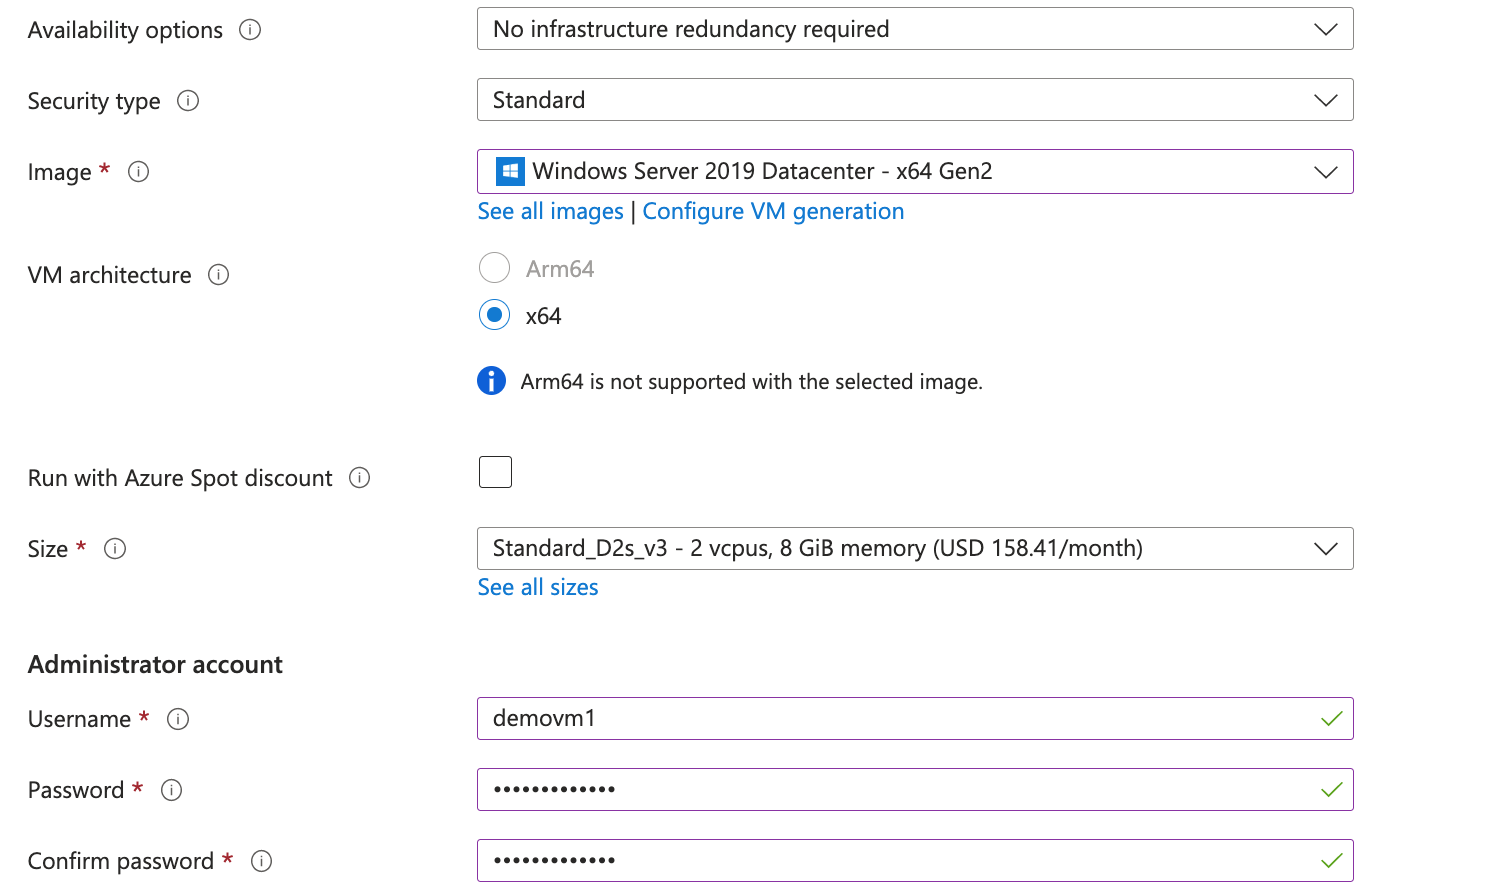 Availability options No infrastructure redundancy required
Security type Standard
Image * Windows Server 2019 Datacenter - x64 Gen2
See all images | Configure VM generation
VM architecture Arm64
x64
Arm64 is not supported with the selected image.
Run with Azure Spot discount
Size * Standard_D2s_v3 - 2 vcpus, 8 GiB memory (USD 158.41/month)
See all sizes
Administrator account
Username * demovm1
Password * •••••••••••••
Confirm password * •••••••••••••